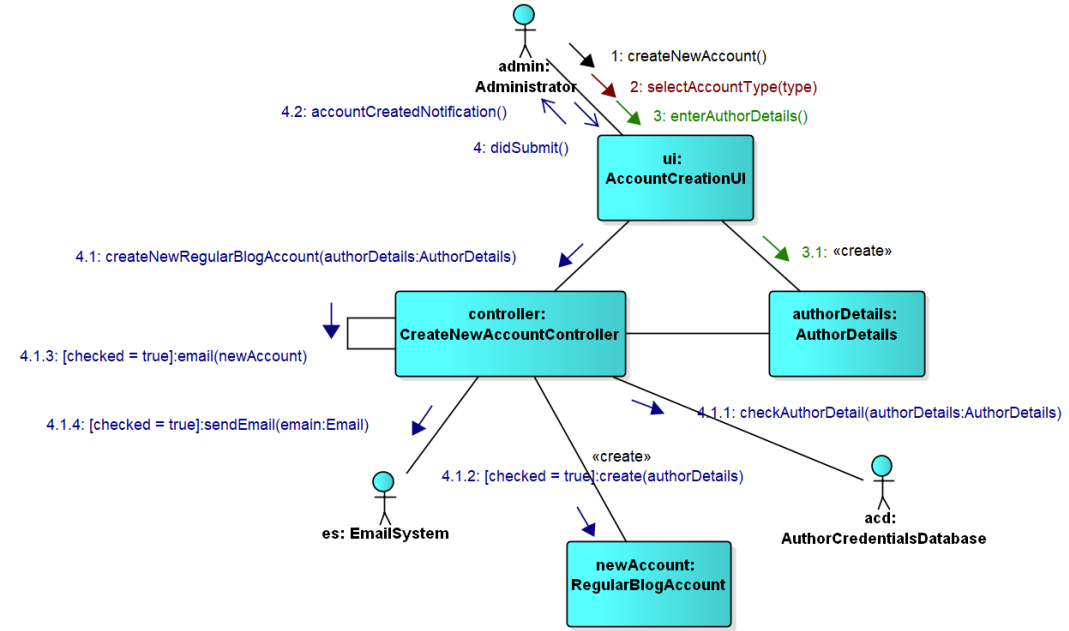 1: createNewAccount()
admin:
Administrator
2: selectAccountType(type)
4.2: accountCreatedNotification()
3: enterAuthorDetails()
4: didSubmit()
ui:
AccountCreationUI
4.1: createNewRegularBlogAccount(authorDetails:AuthorDetails)
3.1: «create»
controller:
CreateNewAccountController
authorDetails:
AuthorDetails
4.1.3: [checked = true]:email(newAccount)
4.1.1: checkAuthorDetail(authorDetails:AuthorDetails)
4.1.4: [checked = true]:sendEmail(emain:Email)
«create»
4.1.2: [checked = true]:create(authorDetails)
es: EmailSystem
acd:
AuthorCredentialsDatabase
newAccount:
RegularBlogAccount